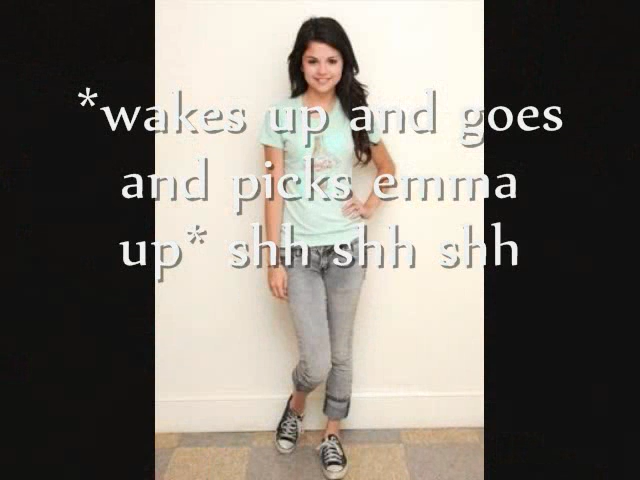 *wakes up and goes
and picks emma
up* shh shh shh